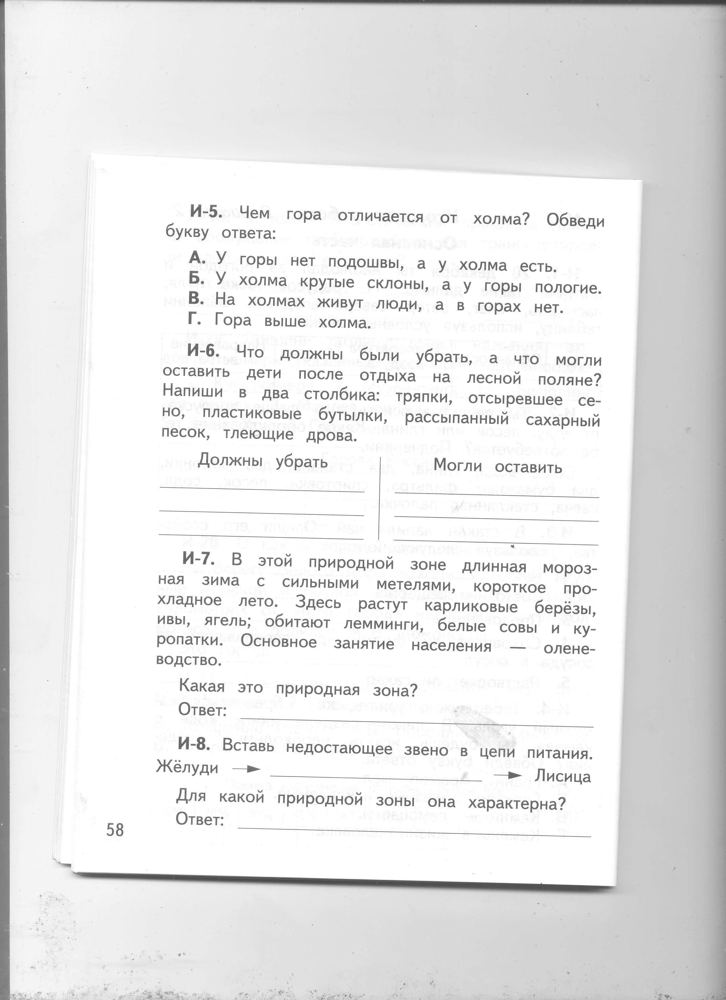 И-5. Чем гора отличается от холма? Обведи
букву ответа:
А. У горы нет подошвы, а у холма есть.
Б. У холма крутые склоны, а у горы пологие.
В. На холмах живут люди, а в горах нет.
Г. Гора выше холма.
И-6. Что должны были убрать, а что могли
оставить дети после отдыха на лесной поляне?
Напиши в два столбика: тряпки, отсыревшее се-
но, пластиковые бутылки, рассыпанный сахарный
песок, тлеющие дрова.
Должны убрать
Могли оставить
И-7. В этой природной зоне длинная мороз-
ная зима с сильными метелями, короткое про-
хладное лето. Здесь растут карликовые берёзы,
ивы, ягель; обитают лемминги, белые совы и ку-
ропатки. Основное занятие населения — олене-
водство.
Какая это природная зона?
Ответ:
И-8. Вставь недостающее звено в цепи питания.
Жёлуди → → Лисица
Для какой природной зоны она характерна?
Ответ:
58